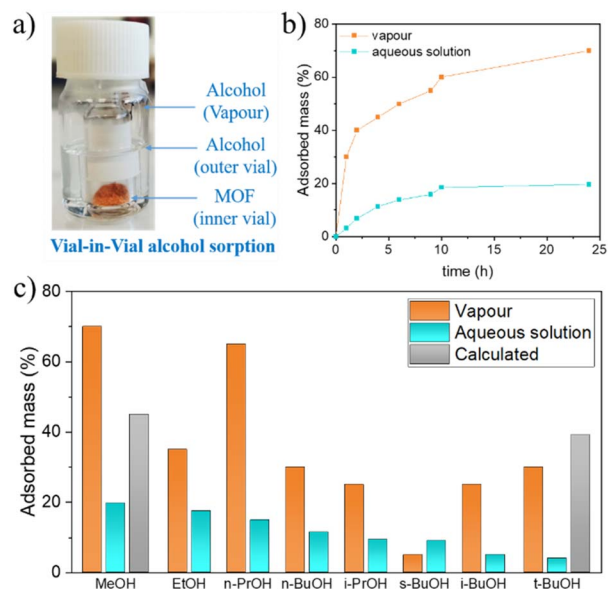 a)
Alcohol
(Vapour)
Alcohol
(outer vial)
MOF
(inner vial)
Vial-in-Vial alcohol sorption
b)
80
60
40
20
0
Adsorbed mass (%)
vapour
aqueous solution
0 5 10 15 20 25
time (h)
c)
80
60
40
20
0
Adsorbed mass (%)
Vapour
Aqueous solution
Calculated
MeOH EtOH n-PrOH n-BuOH i-PrOH s-BuOH i-BuOH t-BuOH